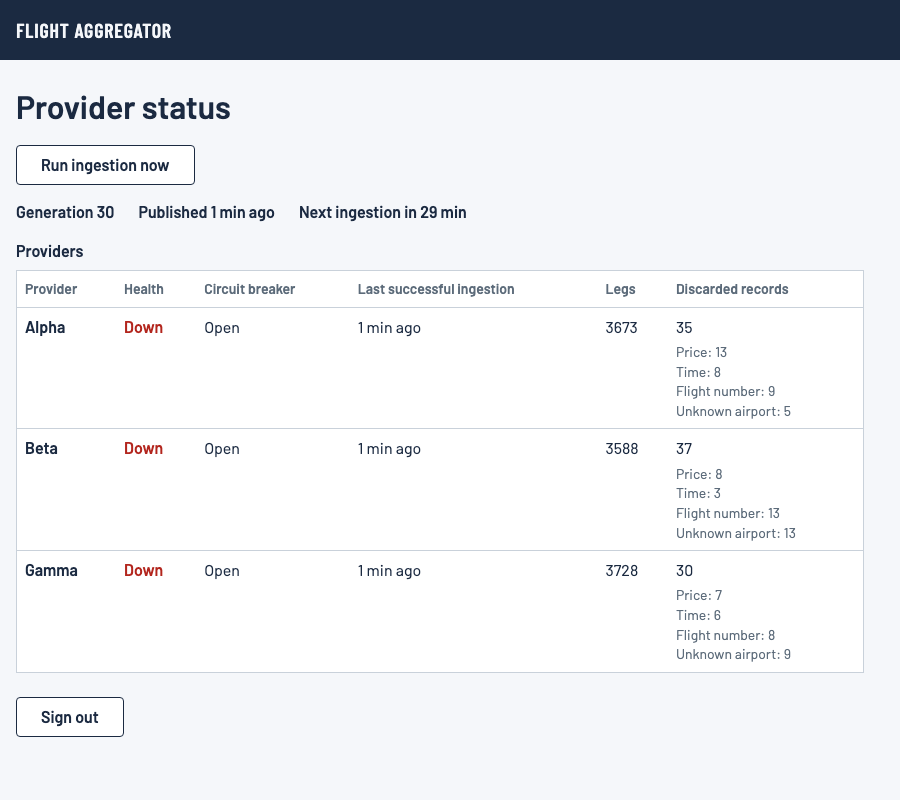 FLIGHT AGGREGATOR
Provider status
Run ingestion now
Generation 30 Published 1 min ago Next ingestion in 29 min
Providers
Provider Health Circuit breaker Last successful ingestion Legs Discarded records
Alpha Down Open 1 min ago 3673 35
Price: 13
Time: 8
Flight number: 9
Unknown airport: 5
Beta Down Open 1 min ago 3588 37
Price: 8
Time: 3
Flight number: 13
Unknown airport: 13
Gamma Down Open 1 min ago 3728 30
Price: 7
Time: 6
Flight number: 8
Unknown airport: 9
Sign out